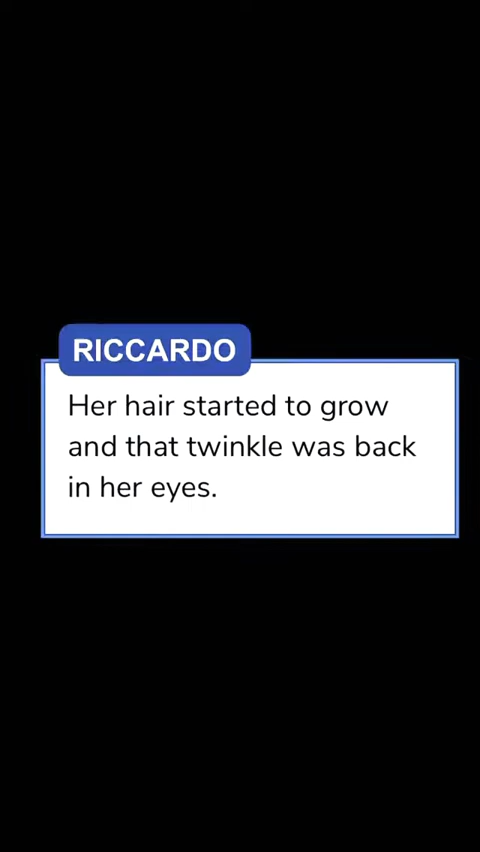 RICCARDO
Her hair started to grow
and that twinkle was back
in her eyes.